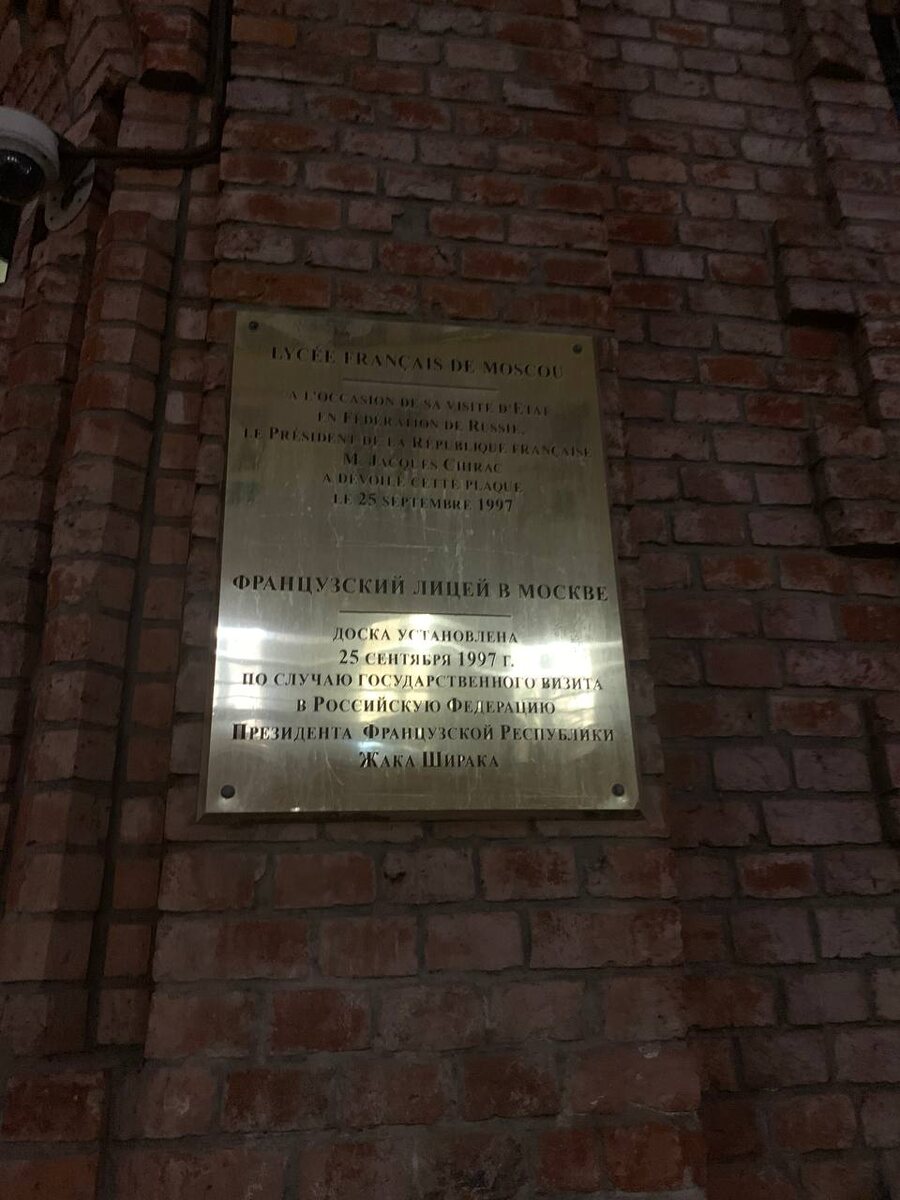 LYCÉE FRANÇAIS DE MOSCOU
A L'OCCASION DE SA VISITE D'ETAT
EN FÉDÉRATION DE RUSSIE,
LE PRÉSIDENT DE LA RÉPUBLIQUE FRANÇAISE
M. JACQUES CHIRAC
A DÉVOILÉ CETTE PLAQUE
LE 25 SEPTEMBRE 1997
ФРАНЦУЗСКИЙ ЛИЦЕЙ В МОСКВЕ
ДОСКА УСТАНОВЛЕНА
25 СЕНТЯБРЯ 1997 г.
ПО СЛУЧАЮ ГОСУДАРСТВЕННОГО ВИЗИТА
В РОССИЙСКУЮ ФЕДЕРАЦИЮ
ПРЕЗИДЕНТА ФРАНЦУЗСКОЙ РЕСПУБЛИКИ
ЖАКА ШИРАКА